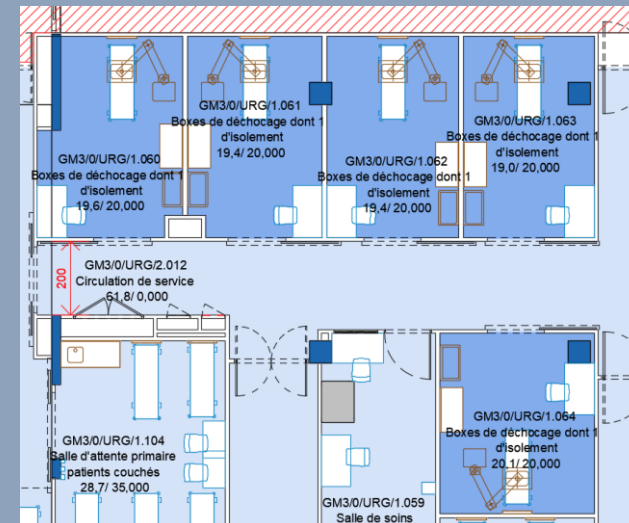 GM3/0/URG/1.060
Boxes de déchocage dont 1
d'isolement
19,6/ 20,000
GM3/0/URG/1.061
Boxes de déchocage dont 1
d'isolement
19,4/ 20,000
GM3/0/URG/1.062
Boxes de déchocage dont 1
d'isolement
19,4/ 20,000
GM3/0/URG/1.063
Boxes de déchocage dont 1
d'isolement
19,0/ 20,000
200
GM3/0/URG/2.012
Circulation de service
61,8/ 0,000
GM3/0/URG/1.104
Salle d'attente primaire
patients couchés
28,7/ 35,000
GM3/0/URG/1.059
Salle de soins
GM3/0/URG/1.064
Boxes de déchocage dont 1
d'isolement
20,1/ 20,000